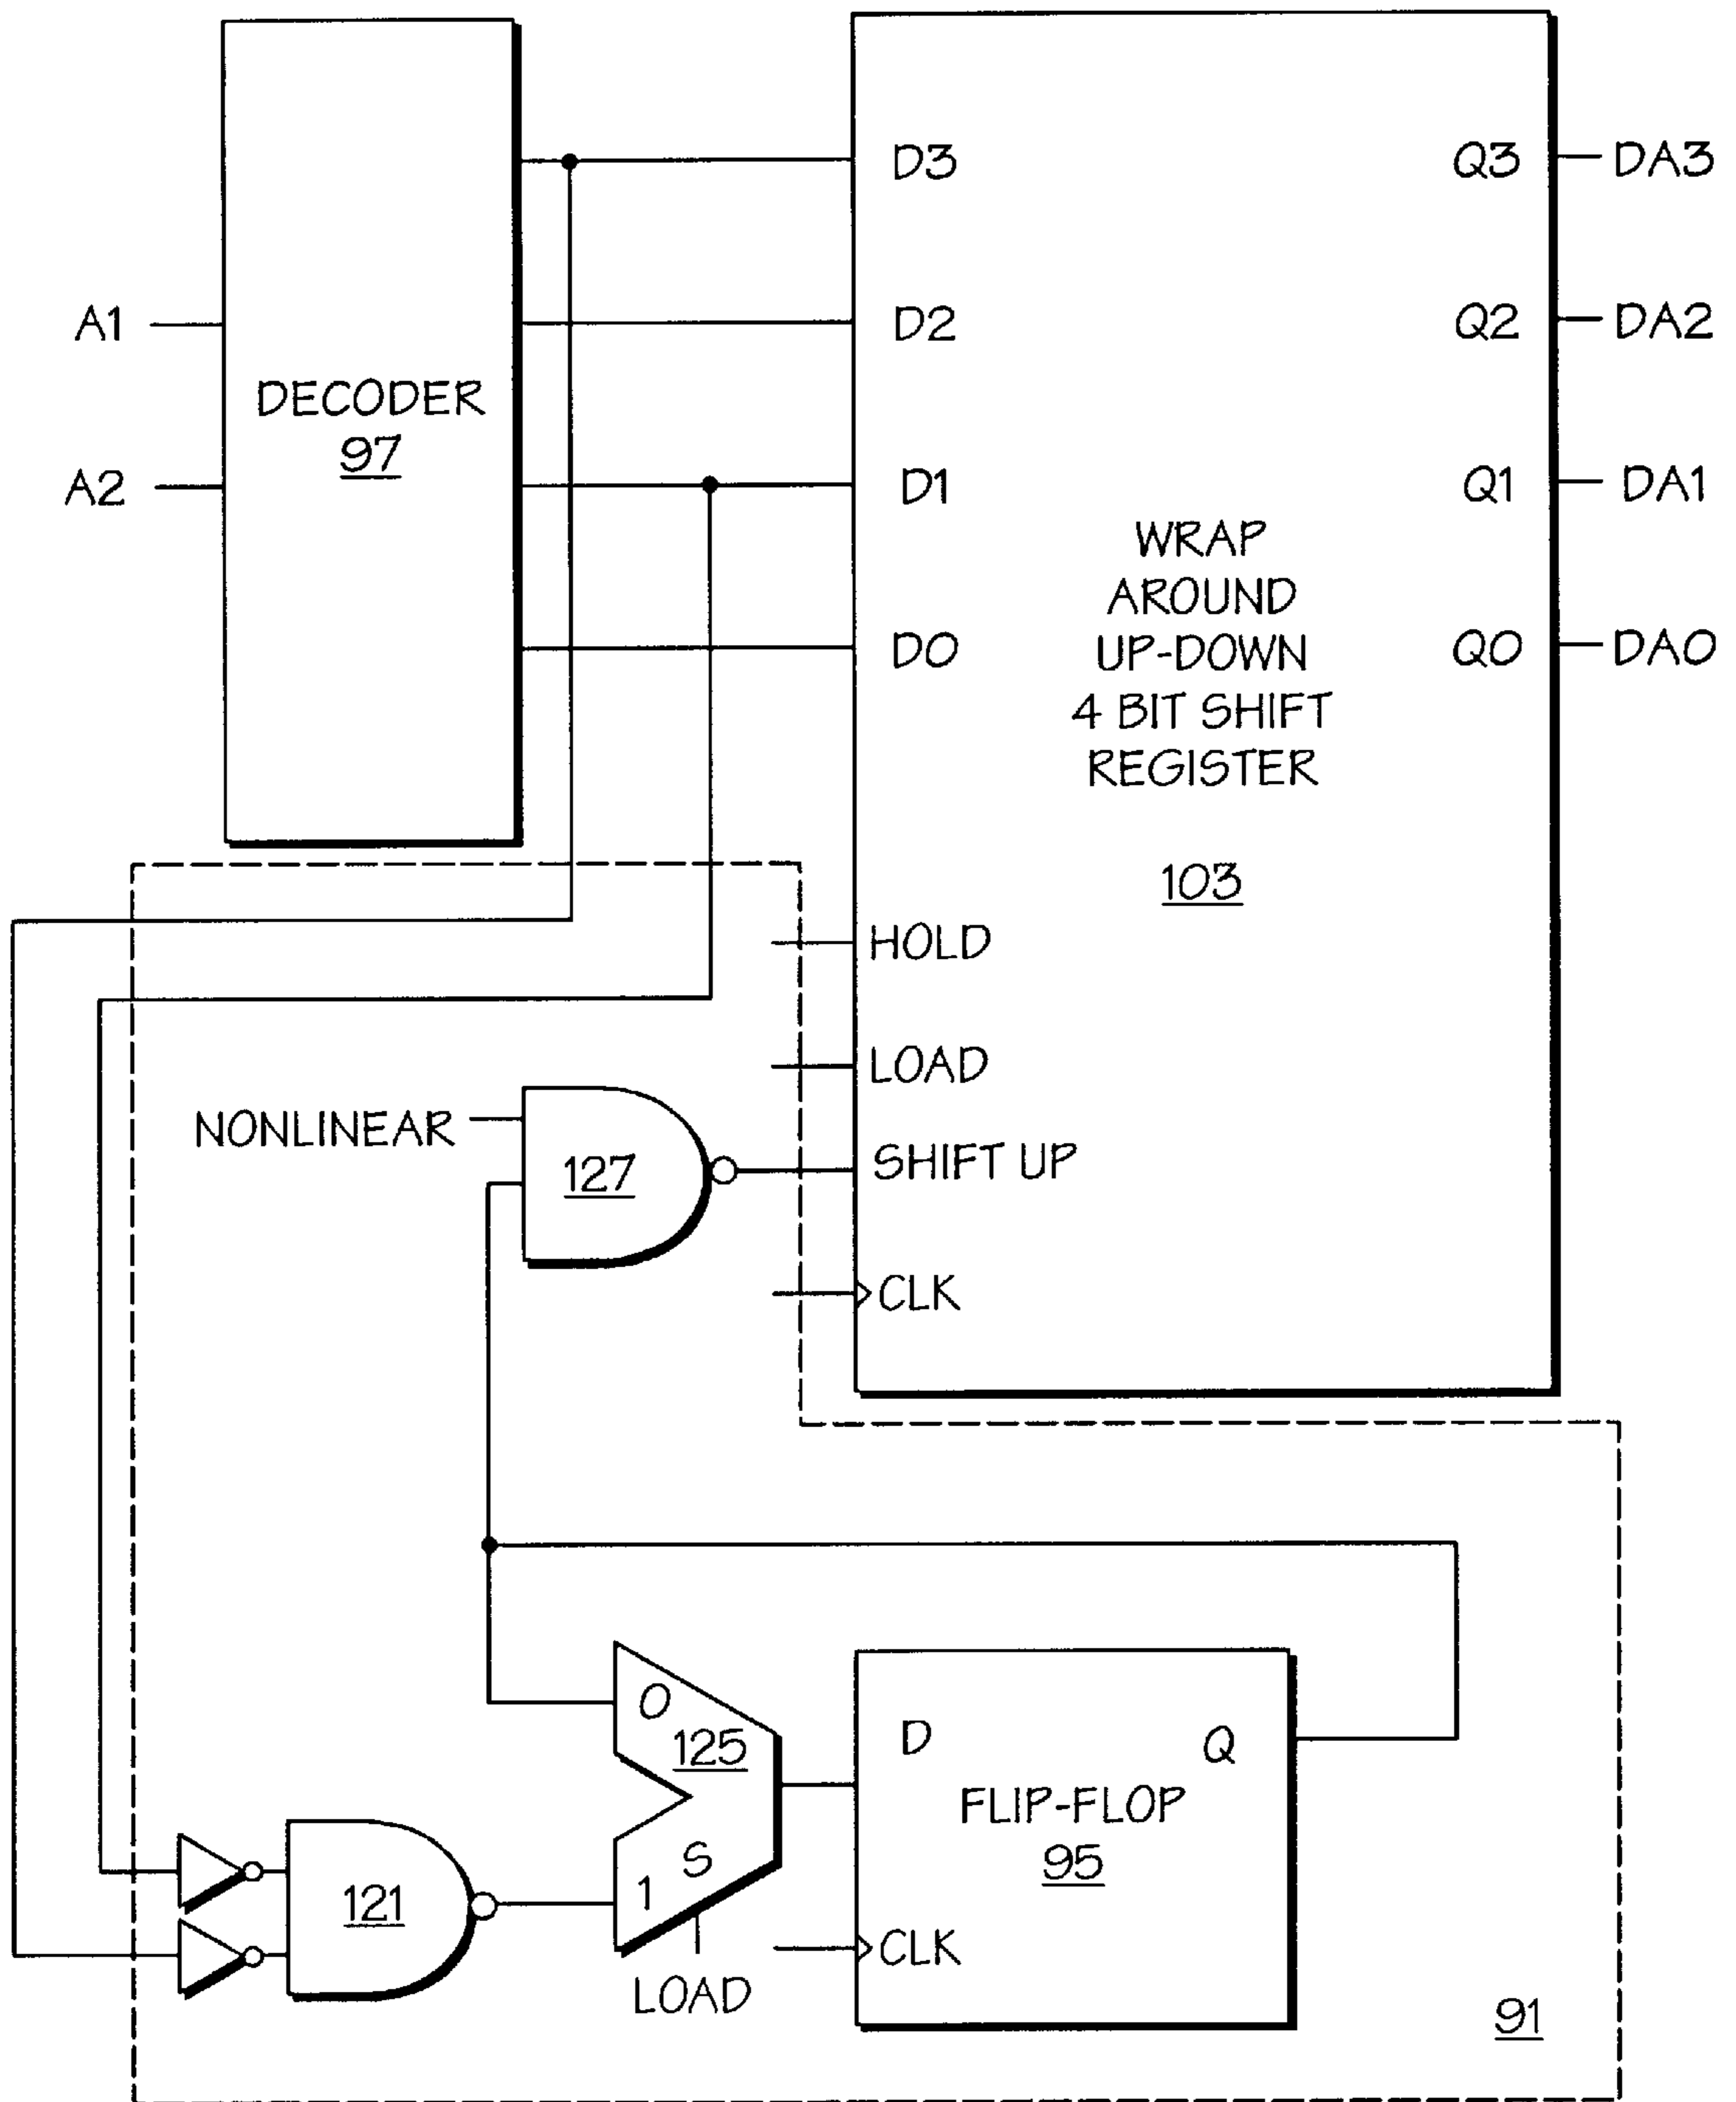 D3
Q3
DA3
A1
D2
Q2
DA2
DECODER
97
A2
D1
Q1
DA1
WRAP
AROUND
UP-DOWN
4 BIT SHIFT
REGISTER
D0
Q0
DA0
103
HOLD
LOAD
NONLINEAR
127
SHIFT UP
CLK
0
125
S
1
D
Q
FLIP-FLOP
95
121
CLK
LOAD
91